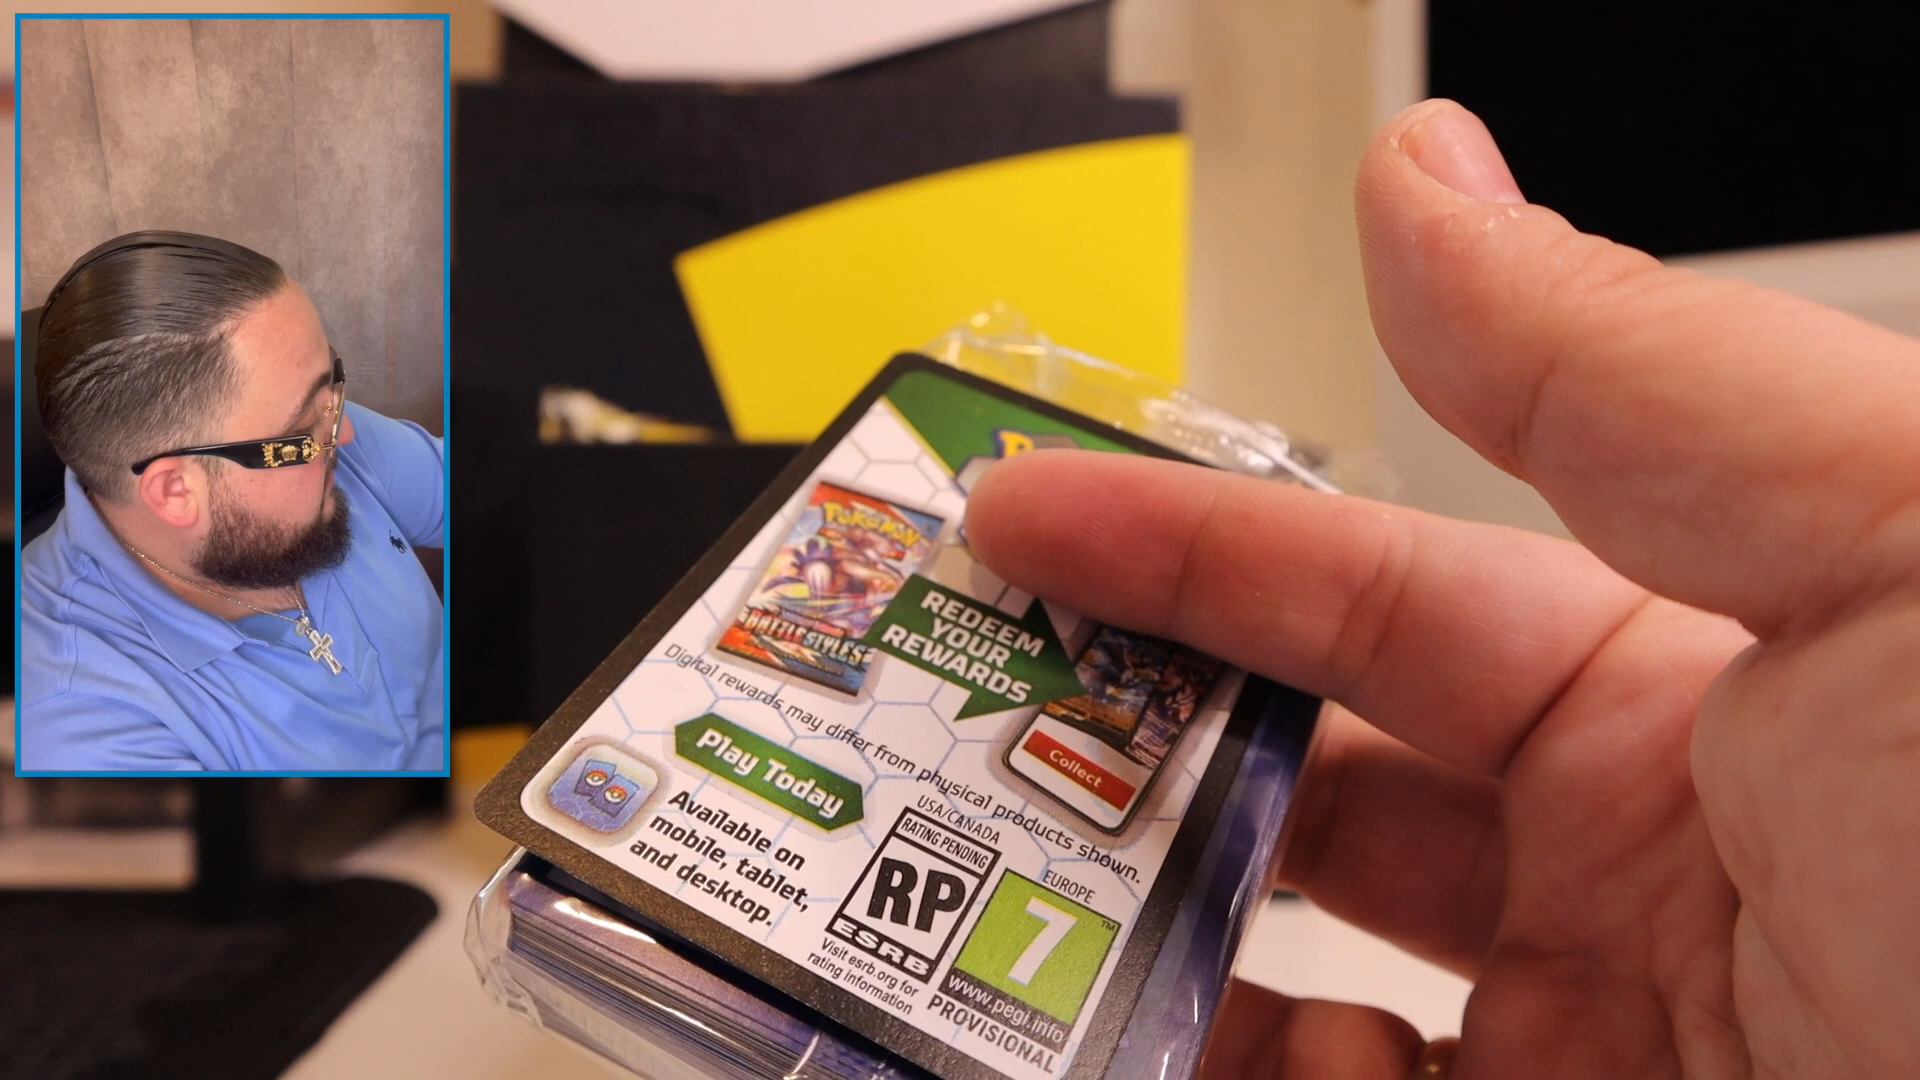 POKÉMON
BATTLE STYLES
REDEEM
YOUR
REWARDS
Collect
Digital rewards may differ from physical products shown.
Play Today
Available on
mobile, tablet,
and desktop.
USA/CANADA
RATING PENDING
RP
ESRB
Visit esrb.org for
rating information
EUROPE
7
™
www.pegi.info
PROVISIONAL